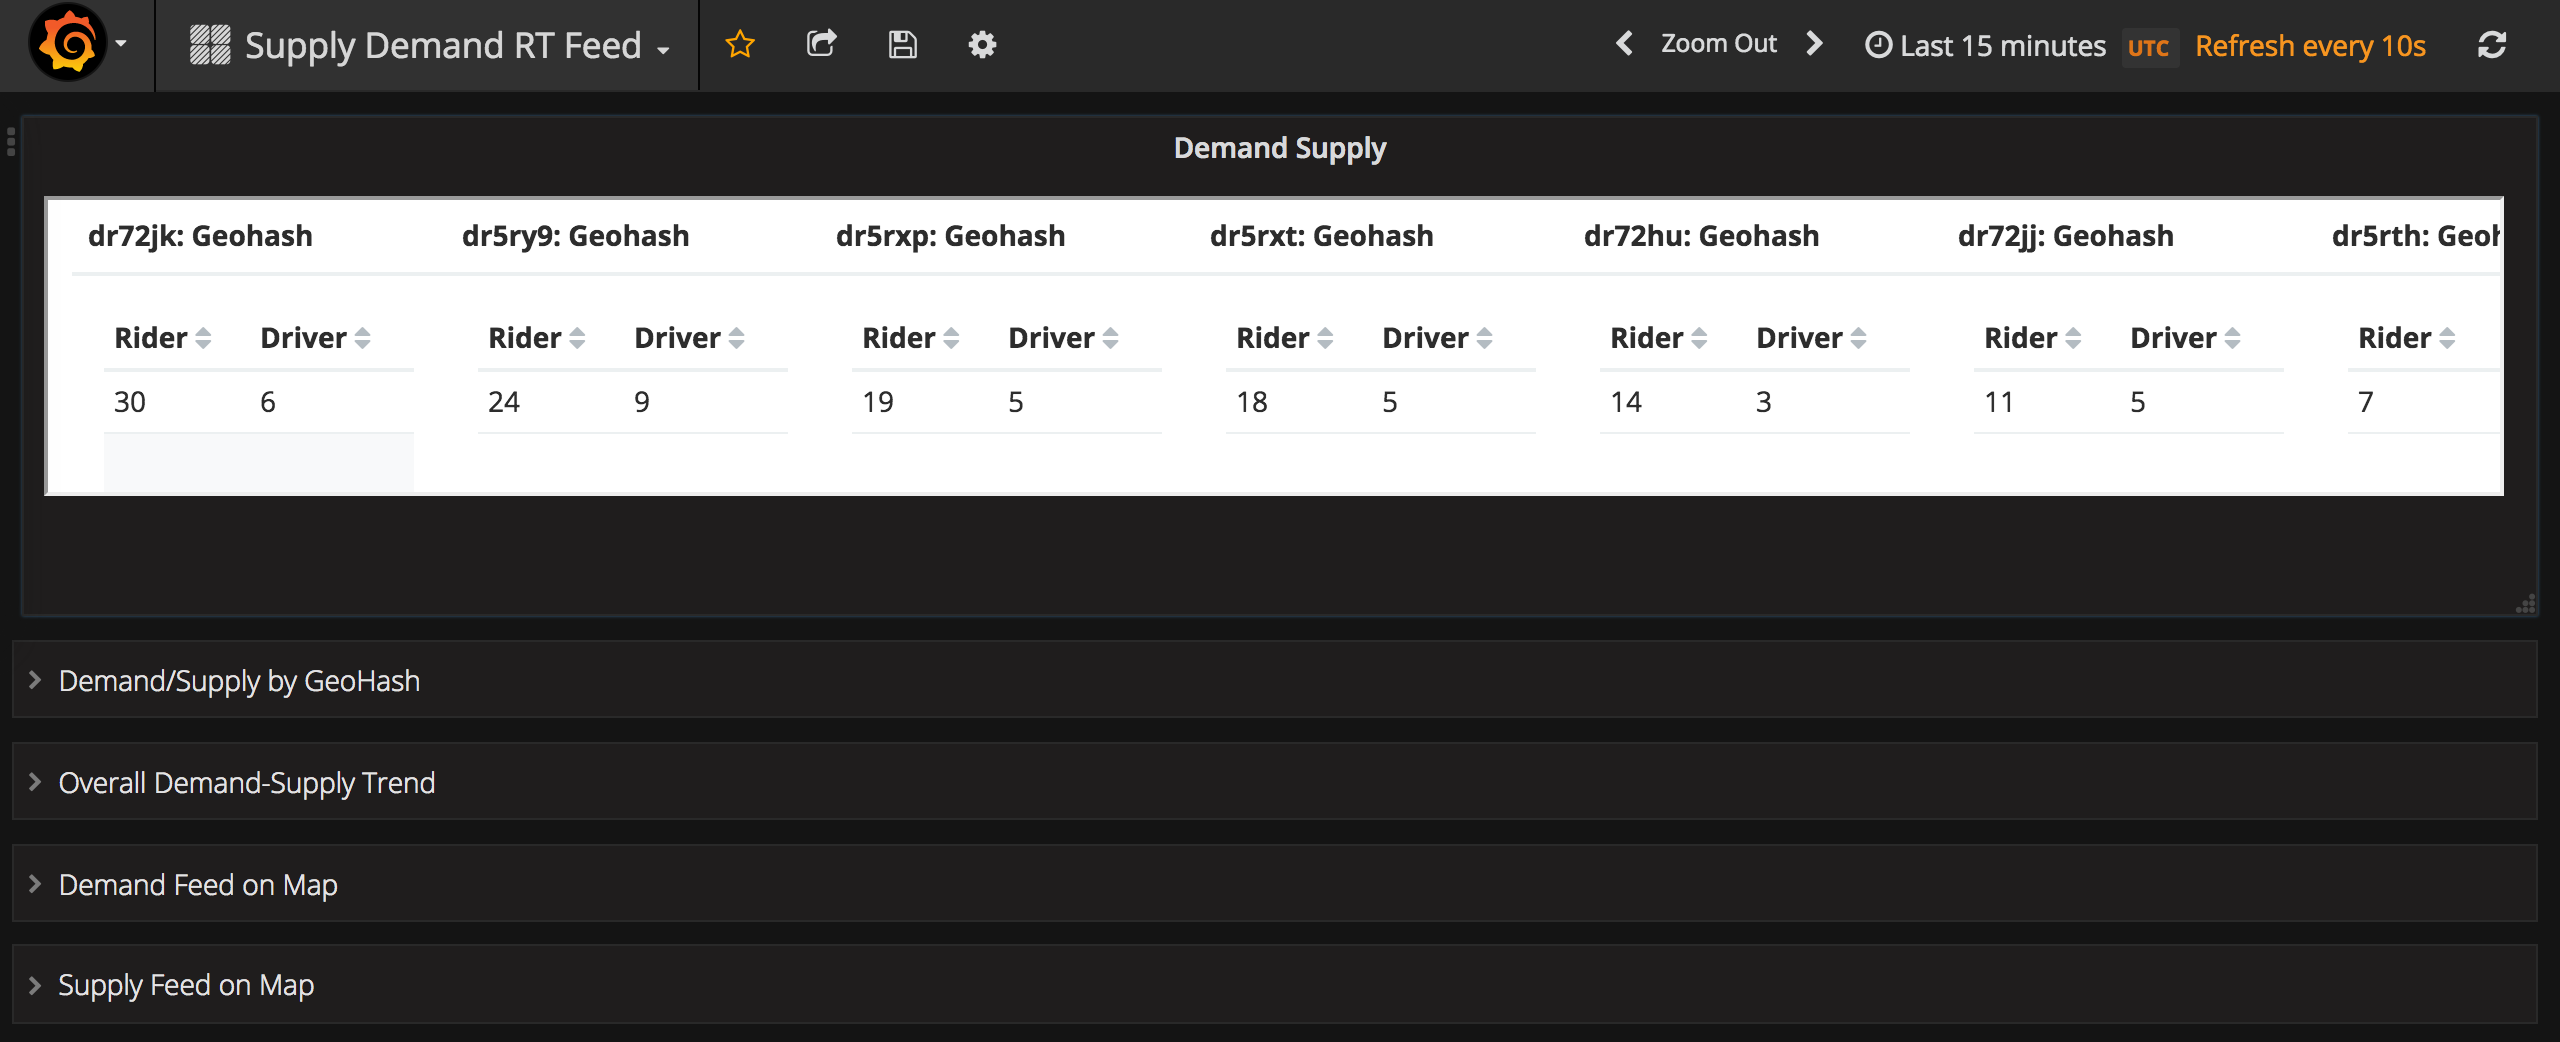 Supply Demand RT Feed
Zoom Out
Last 15 minutes UTC Refresh every 10s
Demand Supply
dr72jk: Geohash dr5ry9: Geohash dr5rxp: Geohash dr5rxt: Geohash dr72hu: Geohash dr72jj: Geohash dr5rth:
Rider Driver Rider Driver Rider Driver Rider Driver Rider Driver Rider Driver Rider
30 6 24 9 19 5 18 5 14 3 11 5 7
Demand/Supply by GeoHash
Overall Demand-Supply Trend
Demand Feed on Map
Supply Feed on Map